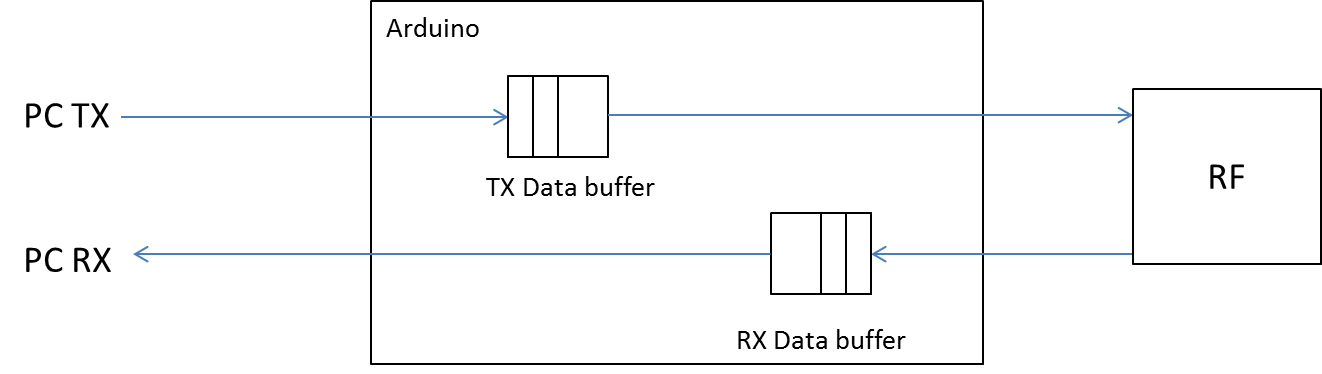 Arduino
PC TX
TX Data buffer
RF
PC RX
RX Data buffer